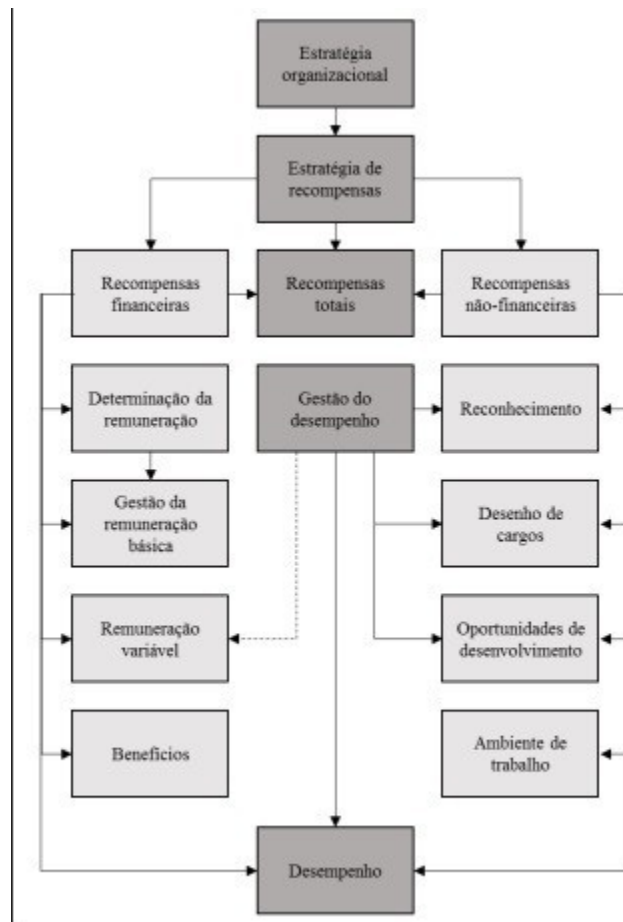 Estratégia
organizacional
Estratégia de
recompensas
Recompensas
financeiras
Recompensas
totais
Recompensas
não-financeiras
Determinação da
remuneração
Gestão do
desempenho
Reconhecimento
Gestão da
remuneração
básica
Desenho de
cargos
Remuneração
variável
Oportunidades de
desenvolvimento
Benefícios
Ambiente de
trabalho
Desempenho